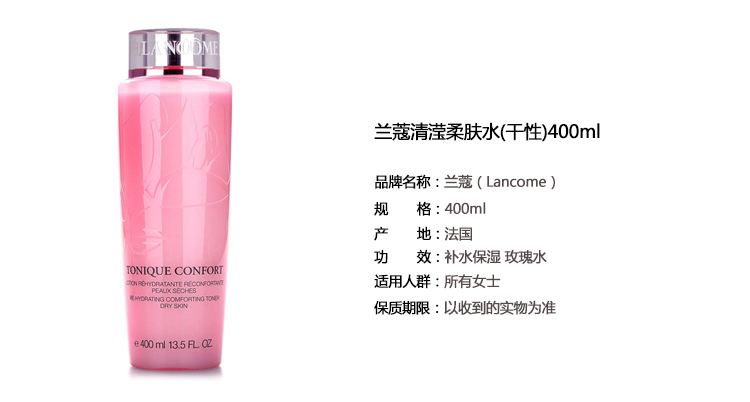 LANCÔME
TONIQUE CONFORT
LOTION RÉHYDRATANTE RÉCONFORTANTE
PEAUX SÈCHES
RE-HYDRATING COMFORTING TONER
DRY SKIN
e 400 ml 13.5 FL. OZ.
兰蔻清滢柔肤水(干性)400ml
品牌名称：兰蔻（Lancome）
规 格：400ml
产 地：法国
功 效：补水保湿 玫瑰水
适用人群：所有女士
保质期限：以收到的实物为准